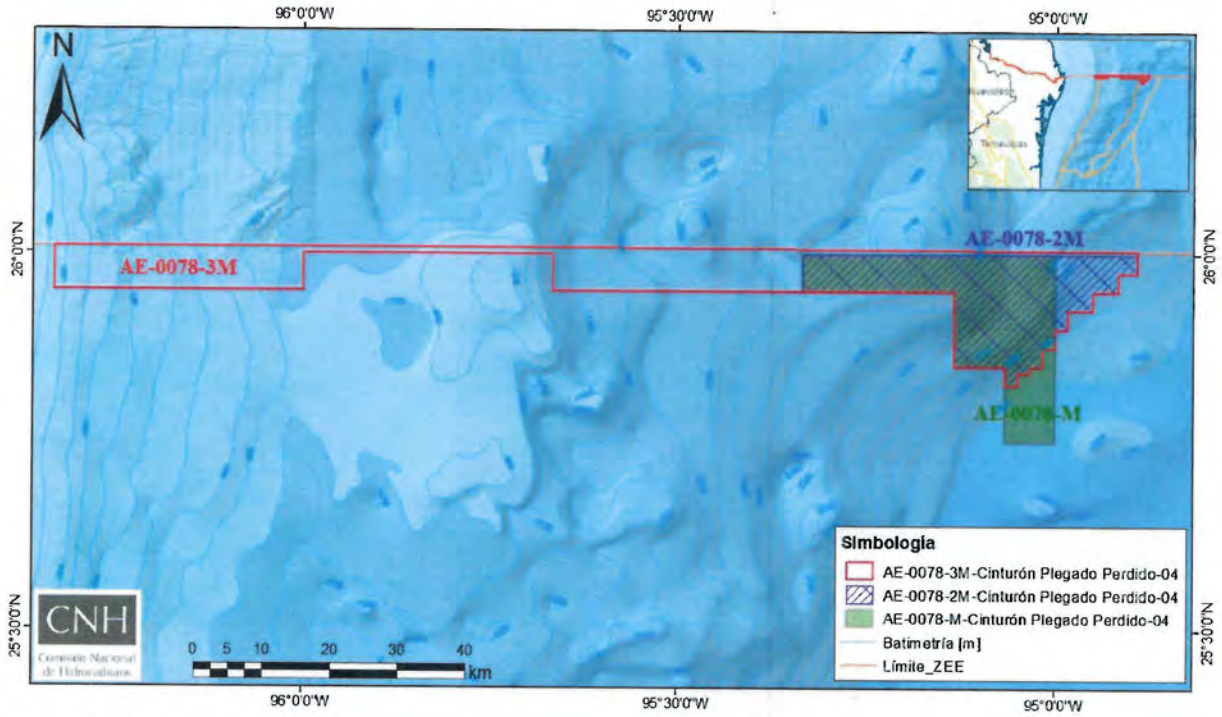 96°0'0"W
95°30'0"W
95°0'0"W
N
Tamaulipas
26°0'0"N
26°0'0"N
AE-0078-3M
AE-0078-2M
AE-0078-M
Simbología
AE-0078-3M-Cinturón Plegado Perdido-04
AE-0078-2M-Cinturón Plegado Perdido-04
AE-0078-M-Cinturón Plegado Perdido-04
Batimetría [m]
Límite_ZEE
25°30'0"N
25°30'0"N
CNH
Comisión Nacional
de Hidrocarburos
0 5 10 20 30 40
km
96°0'0"W
95°30'0"W
95°0'0"W